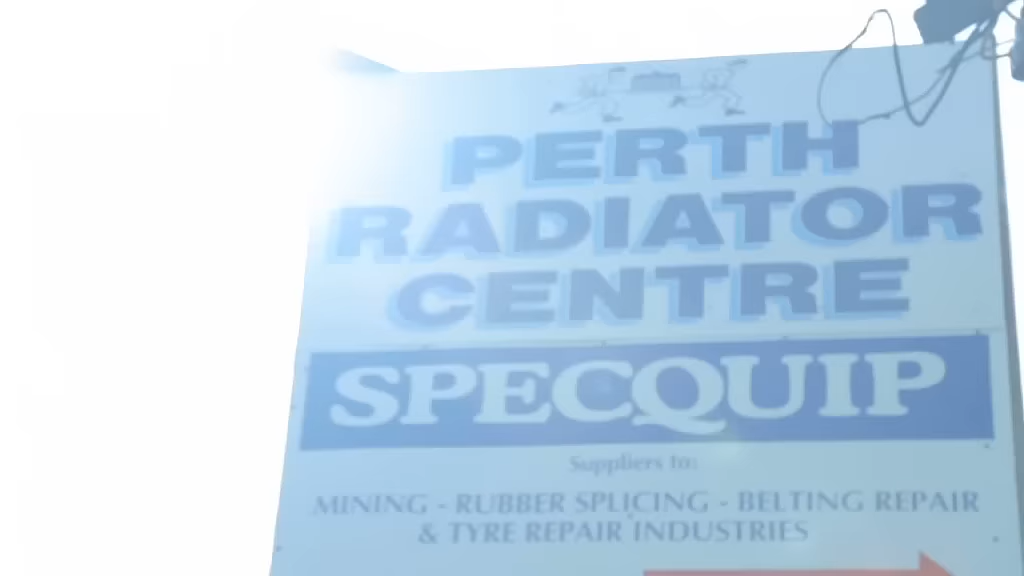 PERTH
RADIATOR
CENTRE
SPECQUIP
Suppliers to:
MINING - RUBBER SPLICING - BELTING REPAIR
& TYRE REPAIR INDUSTRIES